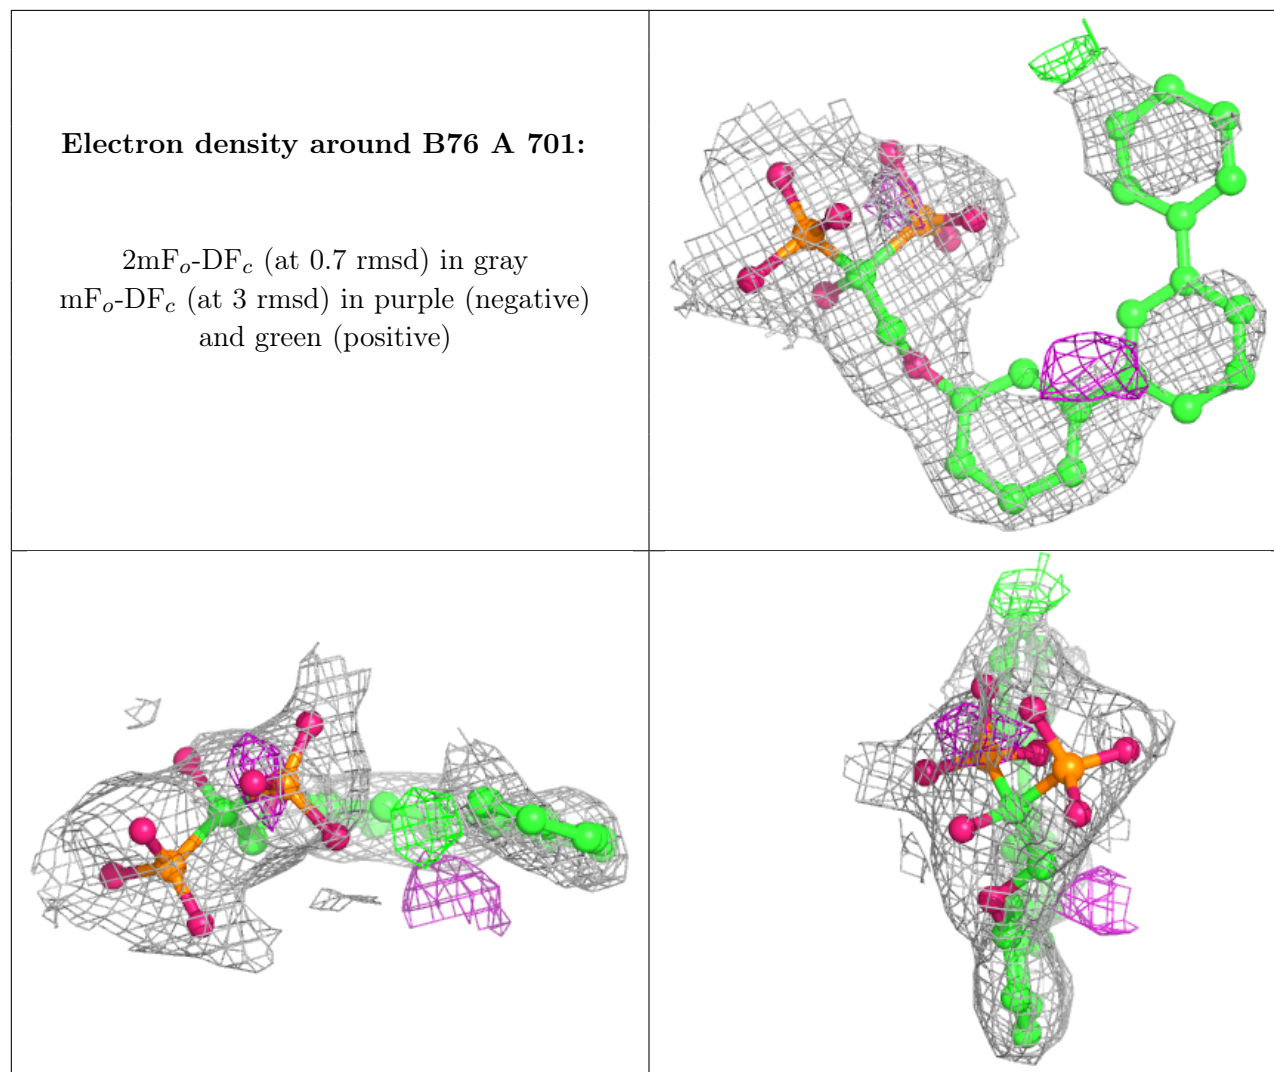 Electron density around B76 A 701:
2mFₒ-DF𝒸 (at 0.7 rmsd) in gray
mFₒ-DF𝒸 (at 3 rmsd) in purple (negative)
and green (positive)